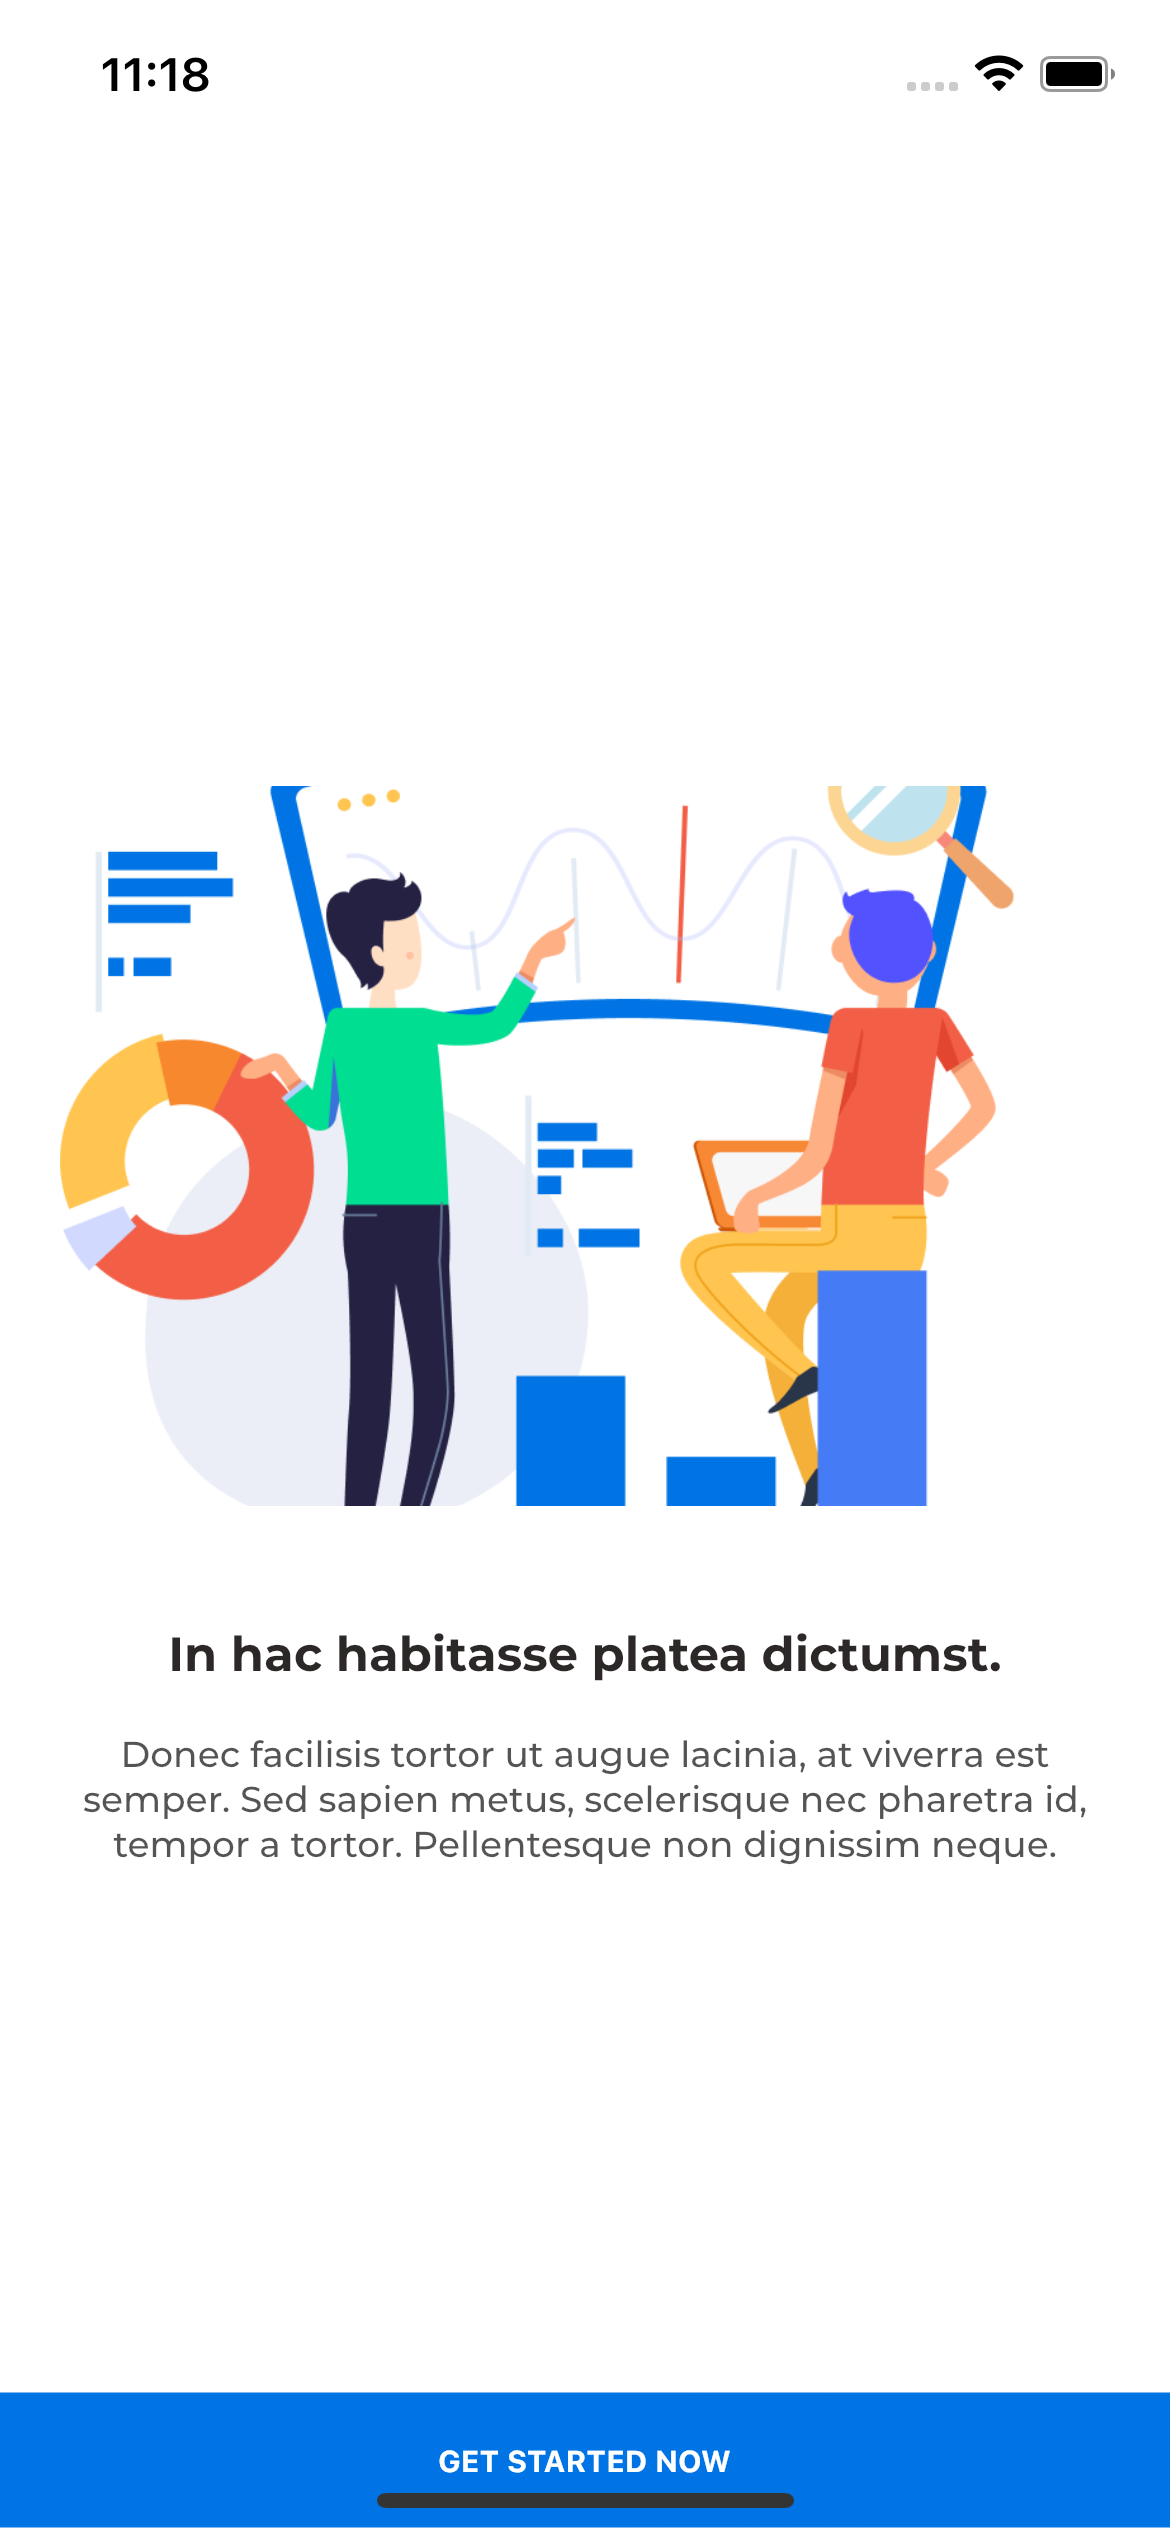 11:18
In hac habitasse platea dictumst.
Donec facilisis tortor ut augue lacinia, at viverra est
semper. Sed sapien metus, scelerisque nec pharetra id,
tempor a tortor. Pellentesque non dignissim neque.
GET STARTED NOW